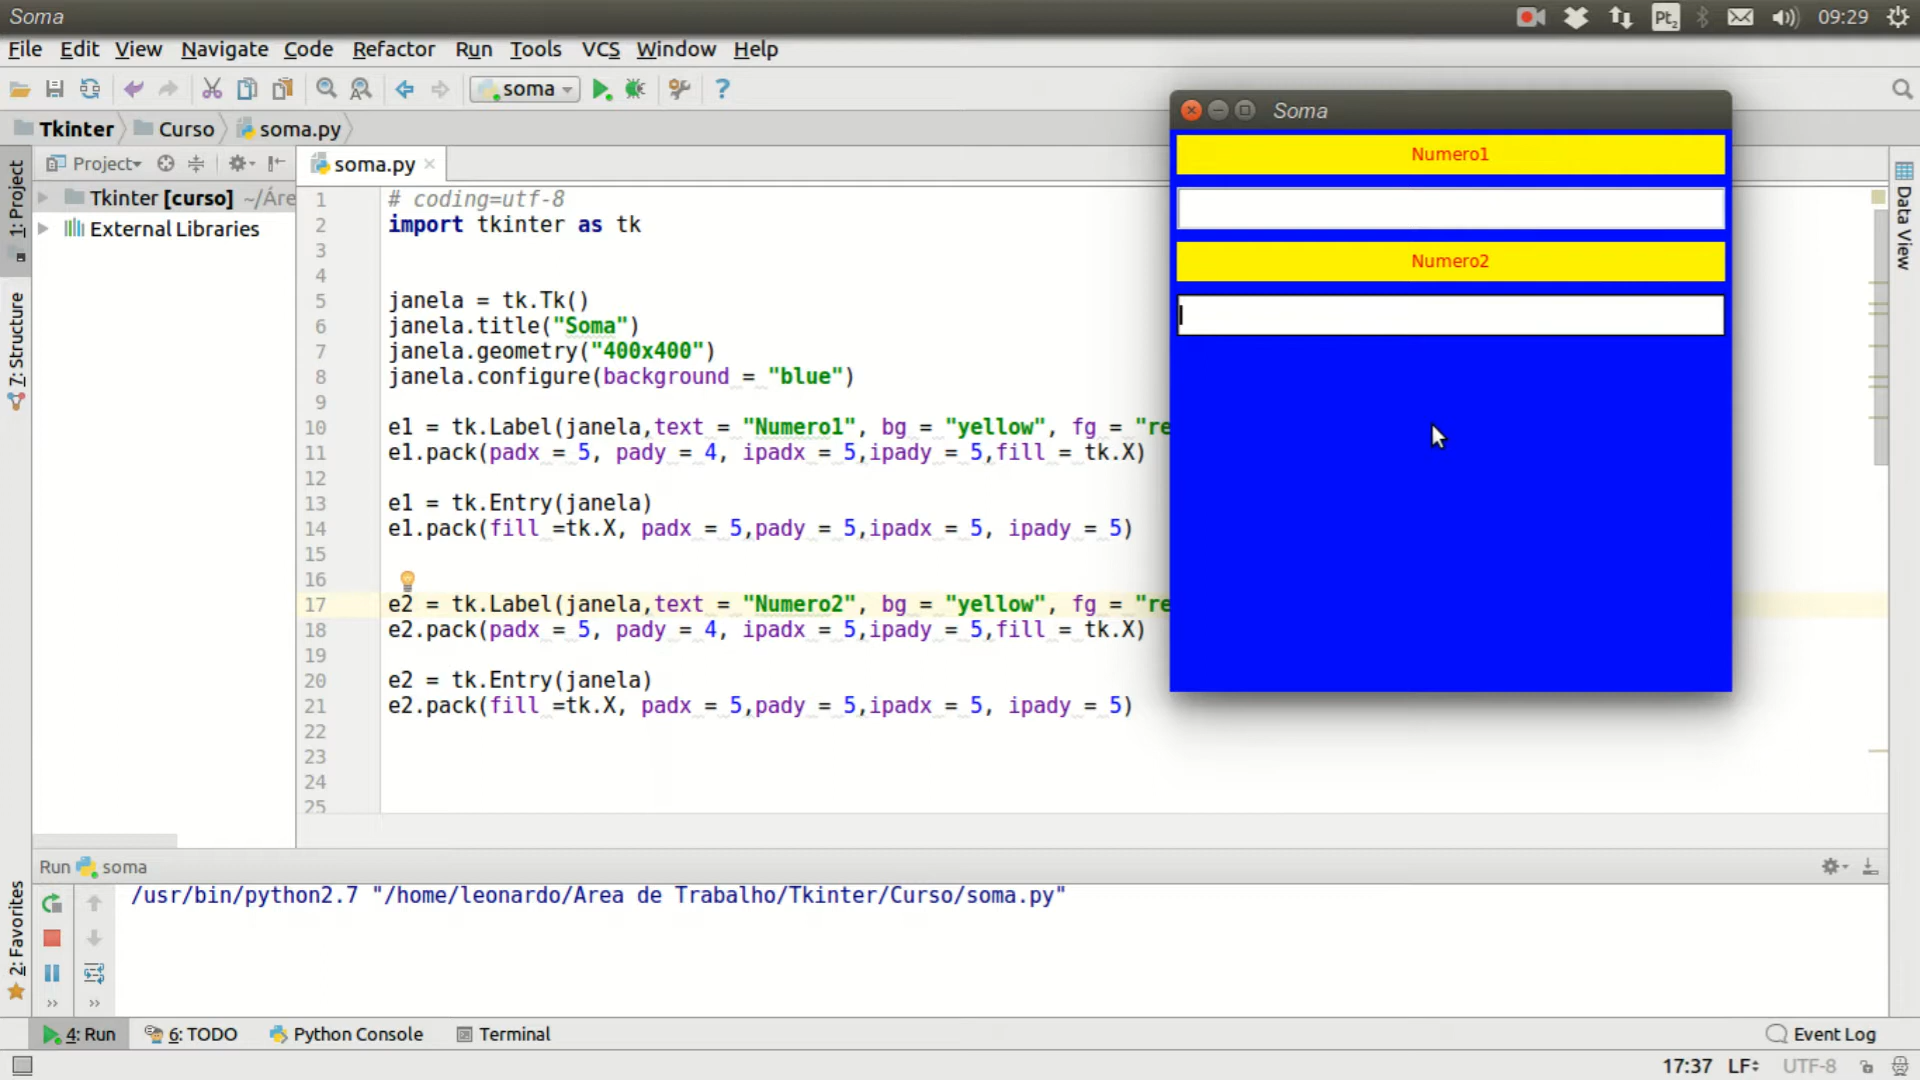 Soma
Pt2 09:29
File Edit View Navigate Code Refactor Run Tools VCS Window Help
soma
Tkinter Curso soma.py
Project soma.py
1: Project
Tkinter [curso] ~/Áre
External Libraries
7: Structure
2: Favorites
1 # coding=utf-8
2 import tkinter as tk
3
4
5 janela = tk.Tk()
6 janela.title("Soma")
7 janela.geometry("400x400")
8 janela.configure(background = "blue")
9
10 e1 = tk.Label(janela,text = "Numero1", bg = "yellow", fg = "re
11 e1.pack(padx = 5, pady = 4, ipadx = 5,ipady = 5,fill = tk.X)
12
13 e1 = tk.Entry(janela)
14 e1.pack(fill =tk.X, padx = 5,pady = 5,ipadx = 5, ipady = 5)
15
16
17 e2 = tk.Label(janela,text = "Numero2", bg = "yellow", fg = "re
18 e2.pack(padx = 5, pady = 4, ipadx = 5,ipady = 5,fill = tk.X)
19
20 e2 = tk.Entry(janela)
21 e2.pack(fill =tk.X, padx = 5,pady = 5,ipadx = 5, ipady = 5)
22
23
24
25
Soma
Numero1
Numero2
Data View
Run soma
/usr/bin/python2.7 "/home/leonardo/Area de Trabalho/Tkinter/Curso/soma.py"
4: Run 6: TODO Python Console Terminal Event Log
17:37 LF UTF-8